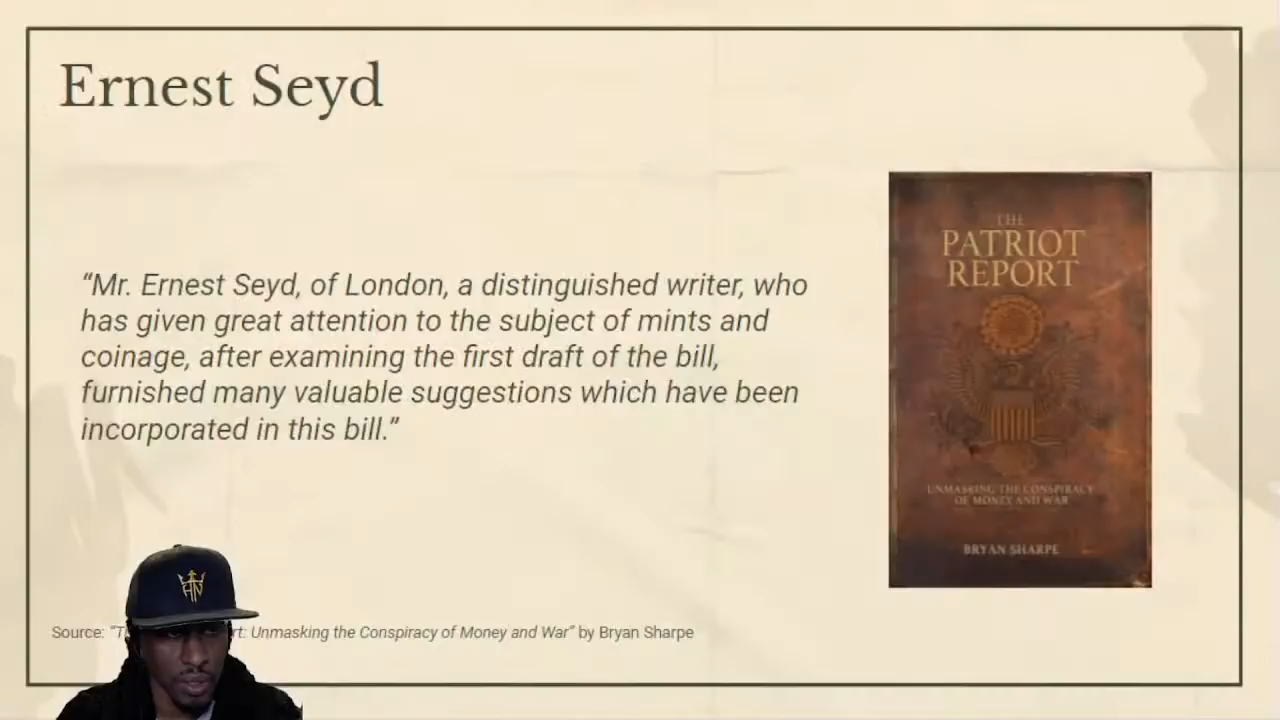 Ernest Seyd
“Mr. Ernest Seyd, of London, a distinguished writer, who
has given great attention to the subject of mints and
coinage, after examining the first draft of the bill,
furnished many valuable suggestions which have been
incorporated in this bill.”
THE
PATRIOT
REPORT
UNMASKING THE CONSPIRACY
OF MONEY AND WAR
BRYAN SHARPE
Source: Unmasking the Conspiracy of Money and War” by Bryan Sharpe